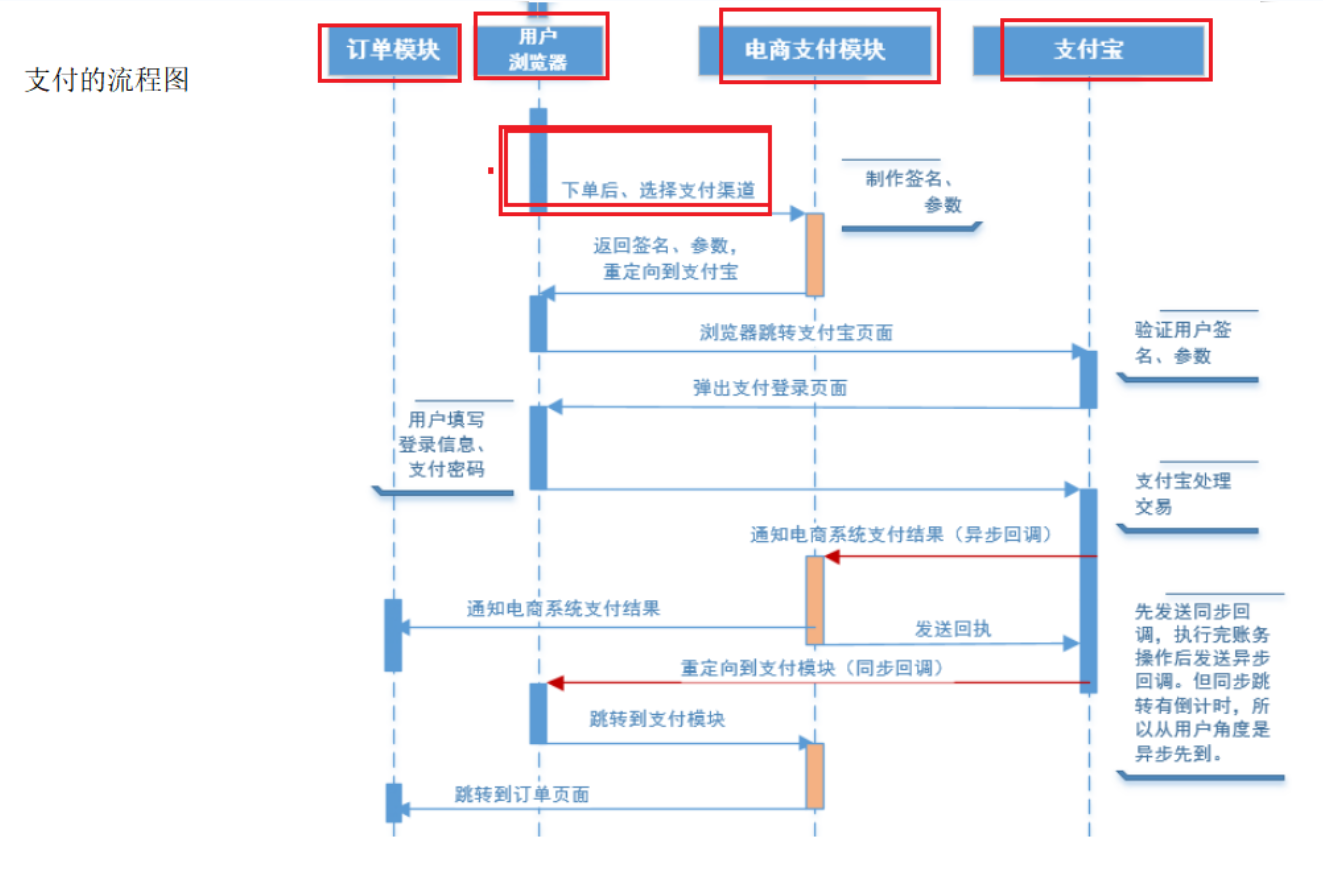 订单模块
用户
浏览器
电商支付模块
支付宝
支付的流程图
下单后、选择支付渠道
制作签名、
参数
返回签名、参数，
重定向到支付宝
浏览器跳转支付宝页面
验证用户签
名、参数
弹出支付登录页面
用户填写
登录信息、
支付密码
支付宝处理
交易
通知电商系统支付结果（异步回调）
通知电商系统支付结果
发送回执
先发送同步回
调，执行完账务
操作后发送异步
回调。但同步跳
转有倒计时，所
以从用户角度是
异步先到。
重定向到支付模块（同步回调）
跳转到支付模块
跳转到订单页面